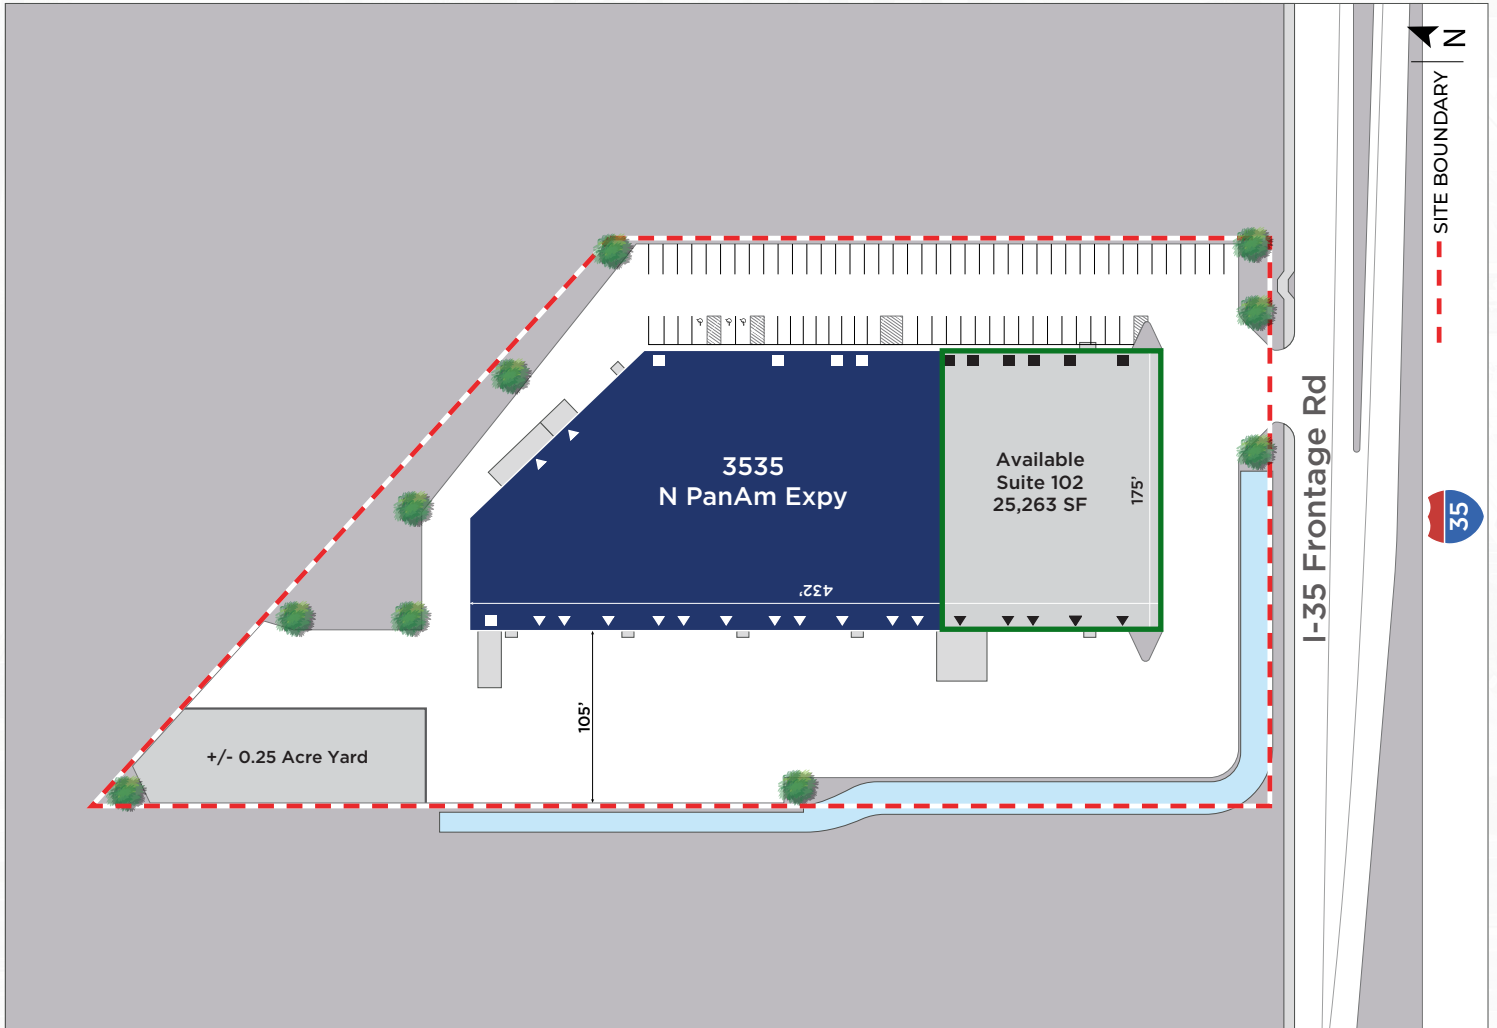 N
SITE BOUNDARY
3535
N PanAm Expy
Available
Suite 102
25,263 SF
175'
432'
105'
+/- 0.25 Acre Yard
I-35 Frontage Rd
35